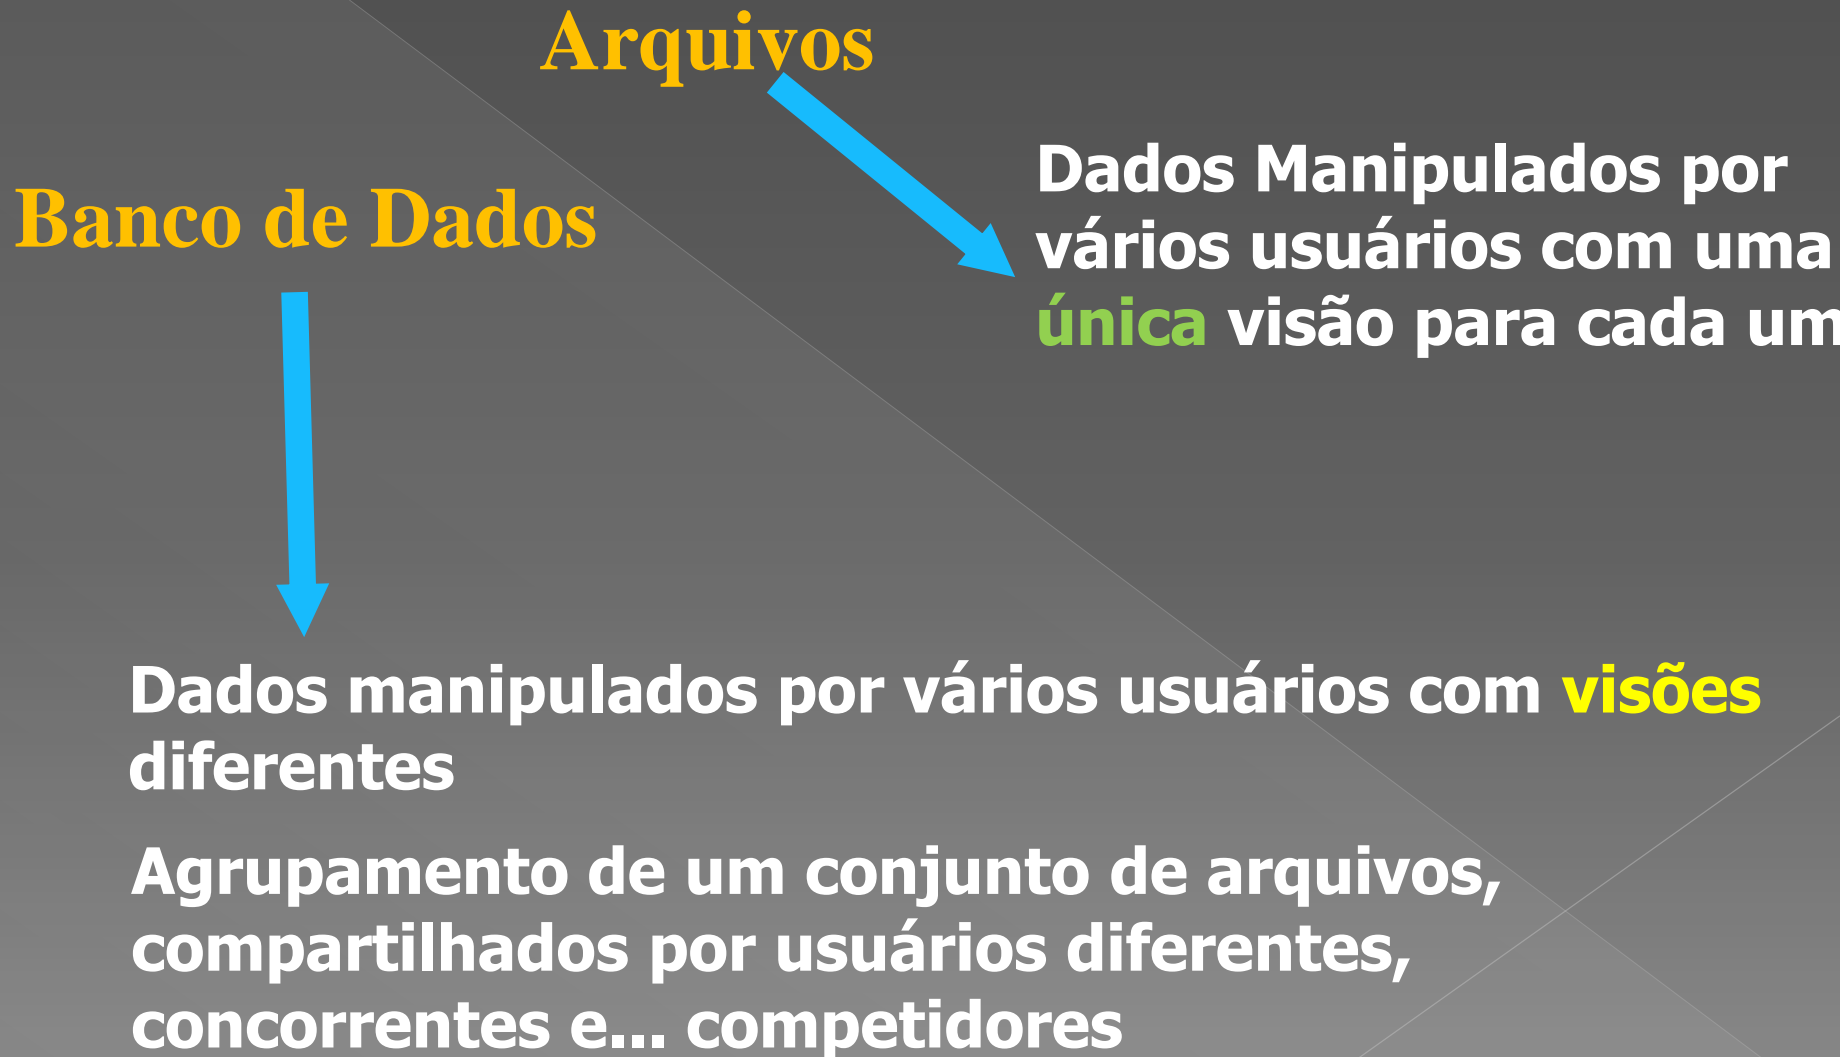 Arquivos
Dados Manipulados por
vários usuários com uma
única visão para cada um
Banco de Dados
Dados manipulados por vários usuários com visões
diferentes
Agrupamento de um conjunto de arquivos,
compartilhados por usuários diferentes,
concorrentes e... competidores